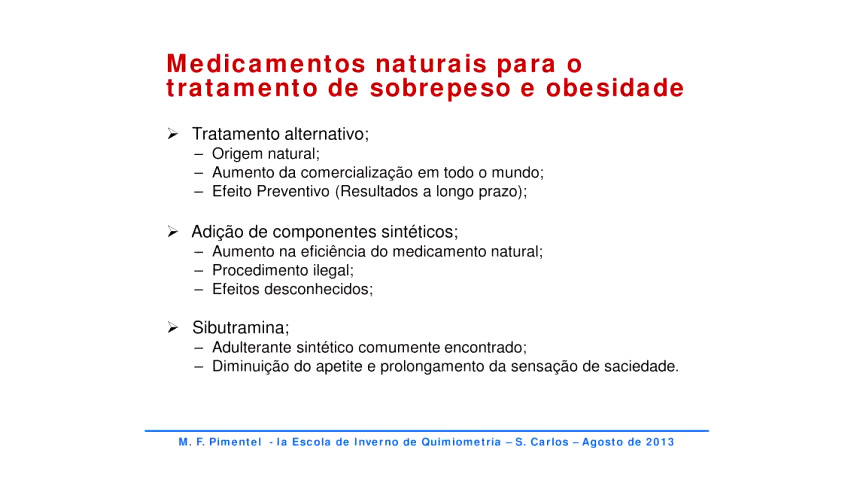 Medicamentos naturais para o
tratamento de sobrepeso e obesidade
➢ Tratamento alternativo;
– Origem natural;
– Aumento da comercialização em todo o mundo;
– Efeito Preventivo (Resultados a longo prazo);
➢ Adição de componentes sintéticos;
– Aumento na eficiência do medicamento natural;
– Procedimento ilegal;
– Efeitos desconhecidos;
➢ Sibutramina;
– Adulterante sintético comumente encontrado;
– Diminuição do apetite e prolongamento da sensação de saciedade.
M. F. Pimentel - Ia Escola de Inverno de Quimiometria – S. Carlos – Agosto de 2013